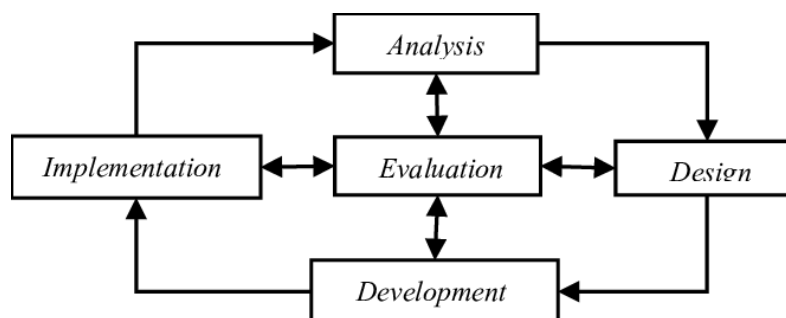 Analysis
Implementation
Evaluation
Design
Development